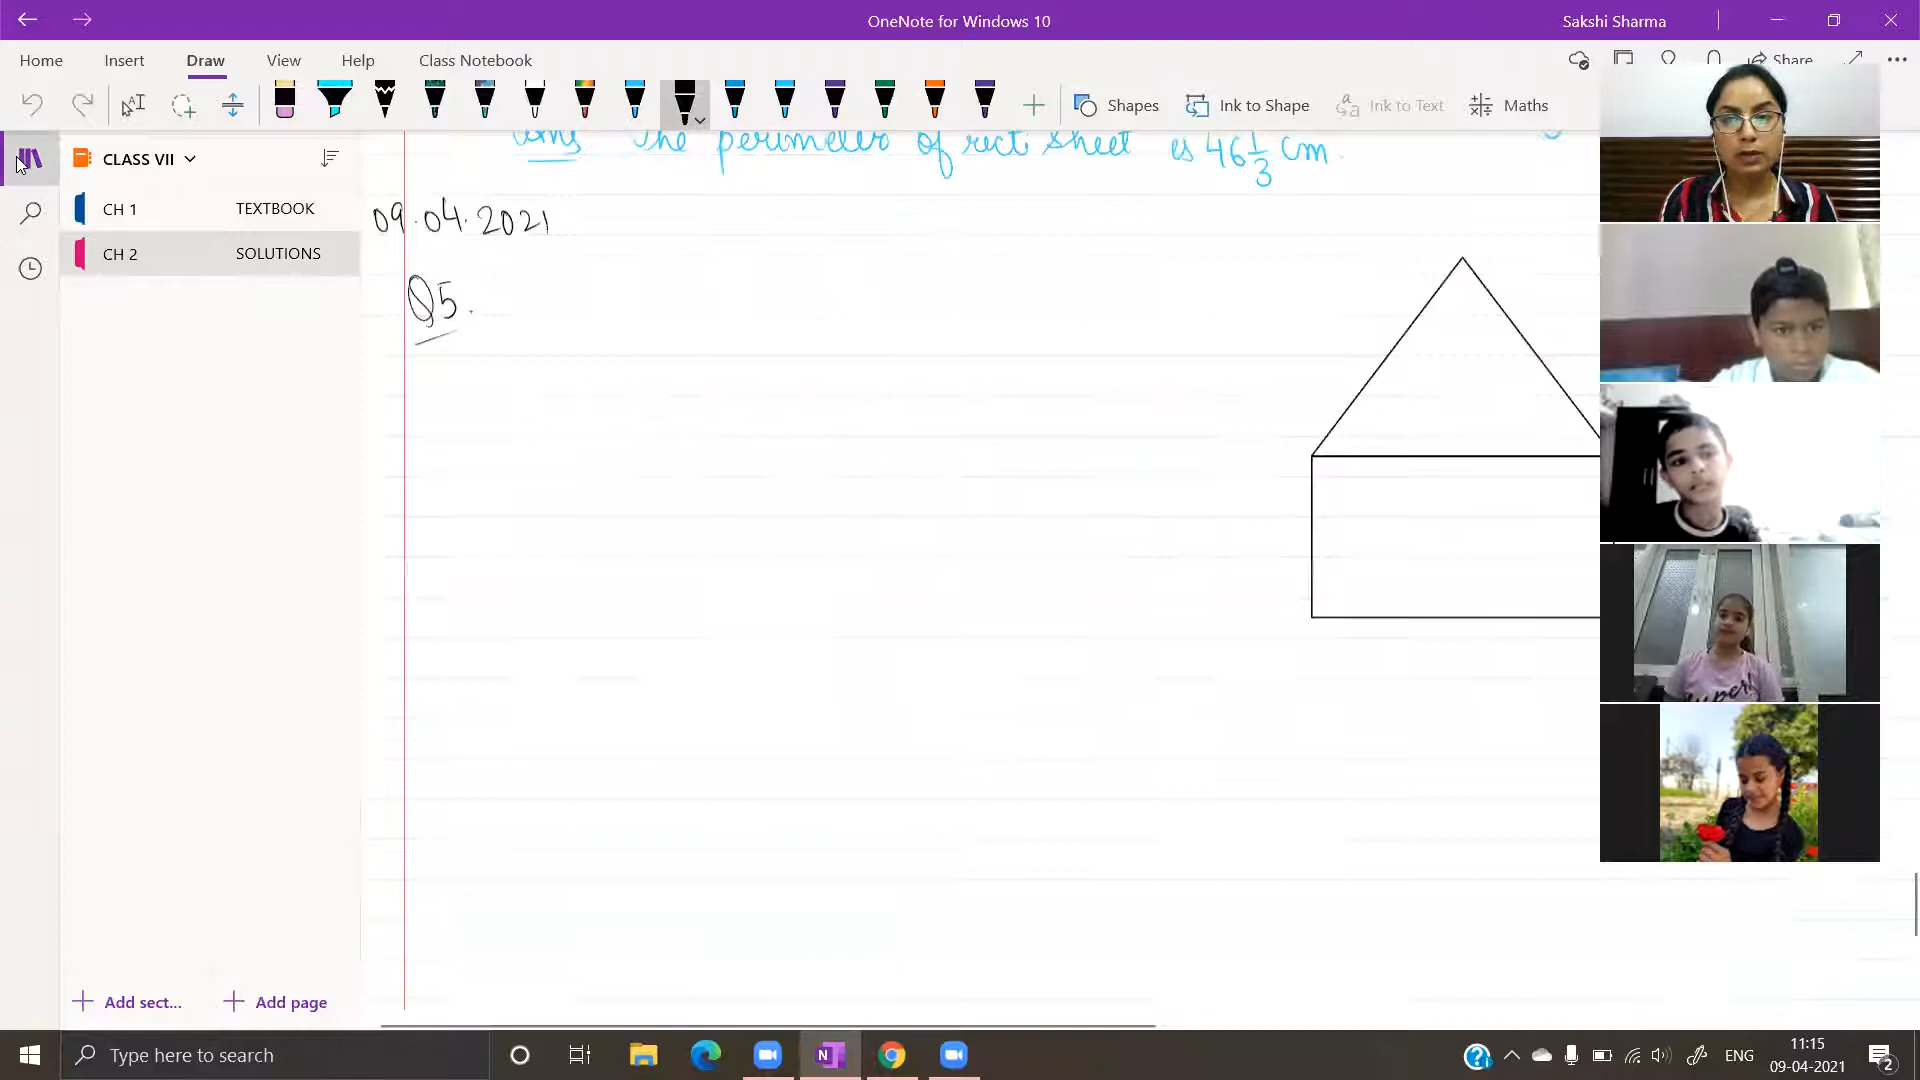 OneNote for Windows 10
Sakshi Sharma
Home Insert Draw View Help Class Notebook
Share
Shapes Ink to Shape Ink to Text Maths
CLASS VII
CH 1 TEXTBOOK
CH 2 SOLUTIONS
The perimeter of rect sheet is 46 1/3 cm.
09.04.2021
Q5.
Add sect... Add page
Type here to search
ENG
11:15
09-04-2021
2